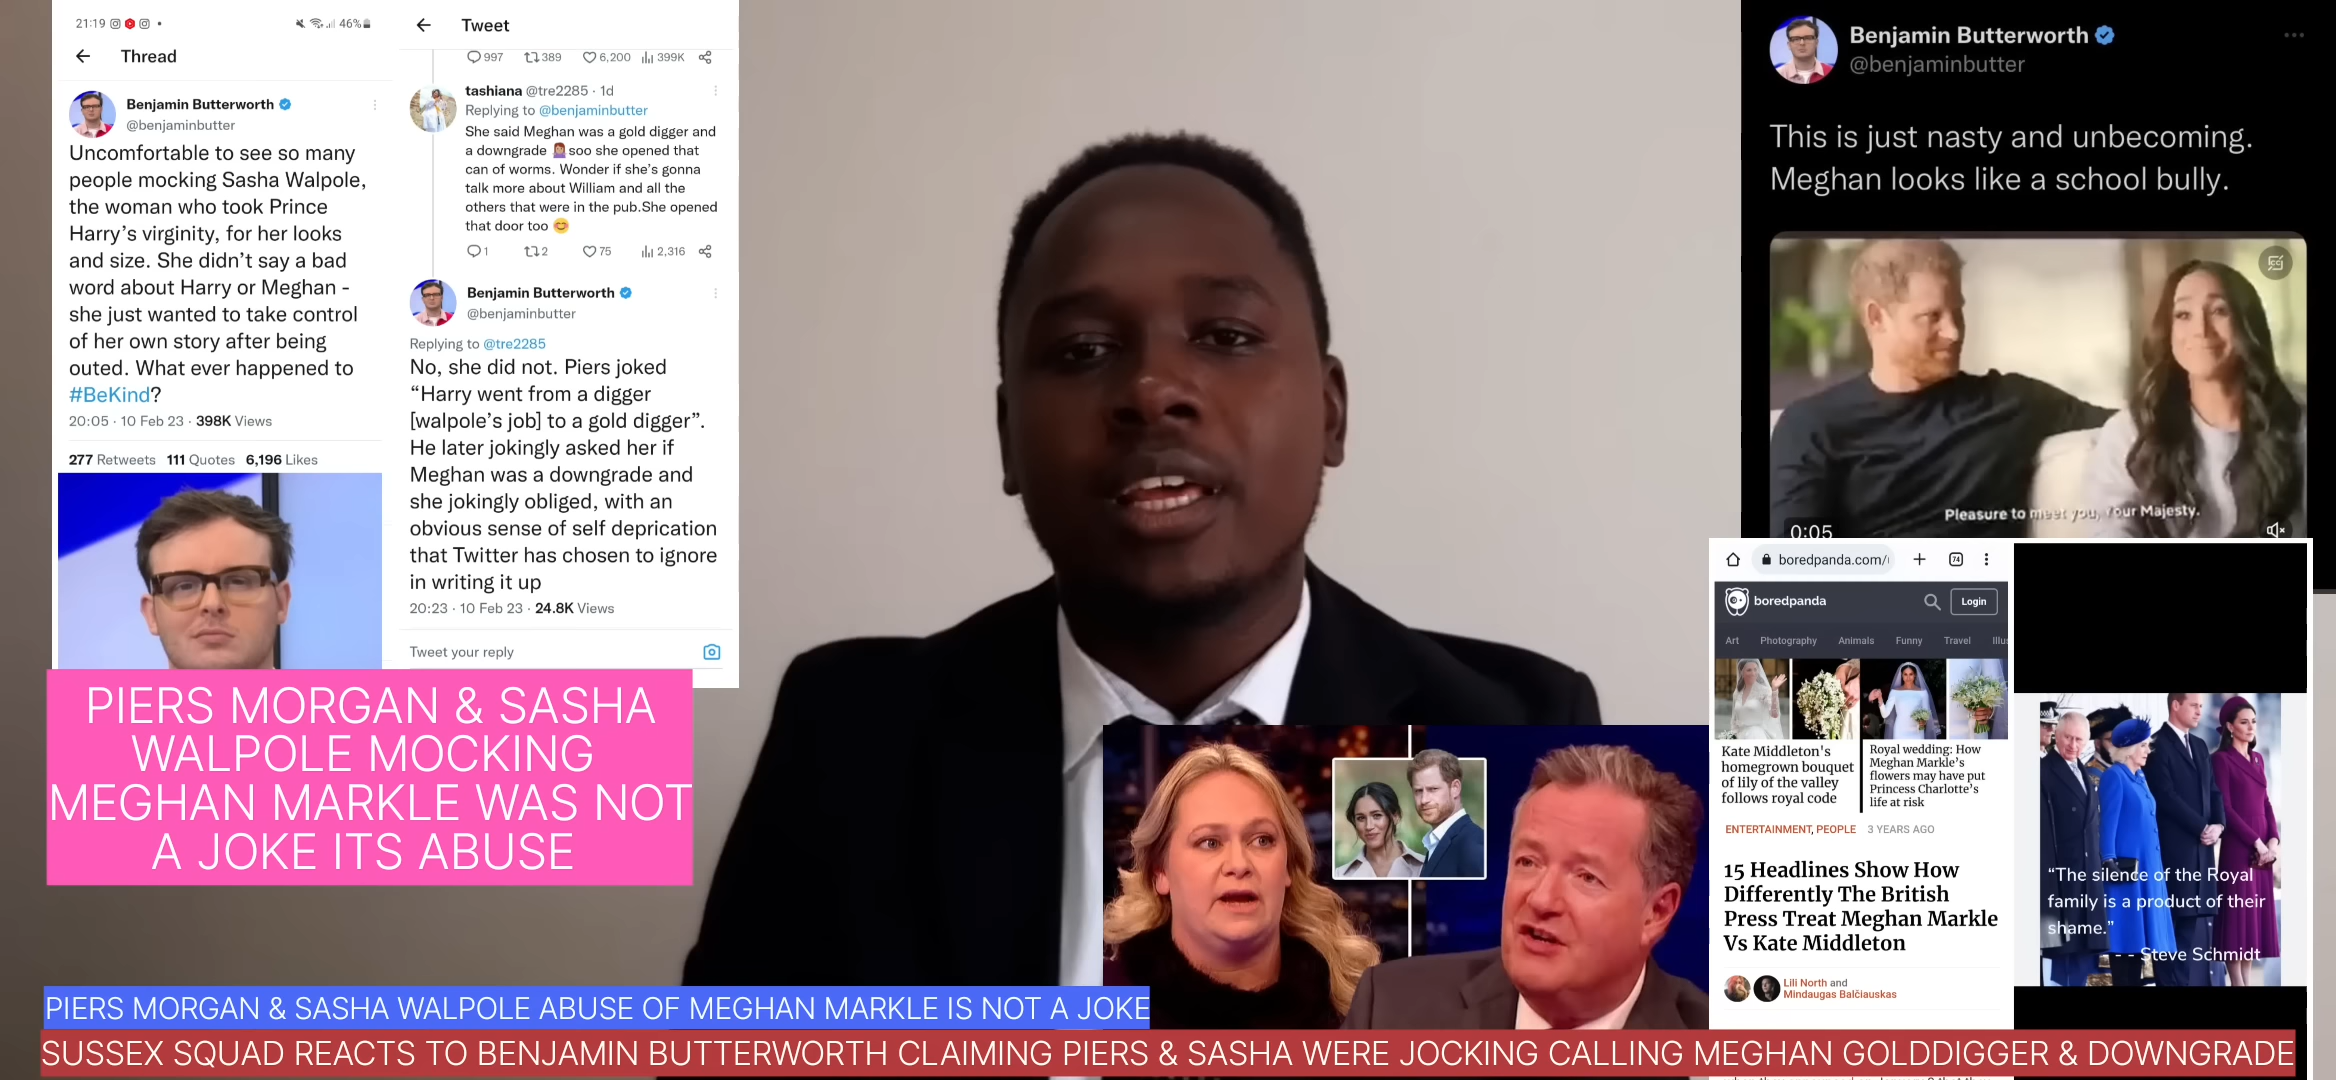 21:19
46%
Thread
Benjamin Butterworth
@benjaminbutter
Uncomfortable to see so many
people mocking Sasha Walpole,
the woman who took Prince
Harry's virginity, for her looks
and size. She didn't say a bad
word about Harry or Meghan -
she just wanted to take control
of her own story after being
outed. What ever happened to
#BeKind?
20:05 · 10 Feb 23 · 398K Views
277 Retweets 111 Quotes 6,196 Likes
Tweet
997 389 6,200 399K
tashiana @tre2285 · 1d
Replying to @benjaminbutter
She said Meghan was a gold digger and
a downgrade 🤷🏽‍♀️soo she opened that
can of worms. Wonder if she's gonna
talk more about William and all the
others that were in the pub.She opened
that door too 😊
1 2 75 2,316
Benjamin Butterworth
@benjaminbutter
Replying to @tre2285
No, she did not. Piers joked
“Harry went from a digger
[walpole's job] to a gold digger”.
He later jokingly asked her if
Meghan was a downgrade and
she jokingly obliged, with an
obvious sense of self deprication
that Twitter has chosen to ignore
in writing it up
20:23 · 10 Feb 23 · 24.8K Views
Tweet your reply
Benjamin Butterworth
@benjaminbutter
This is just nasty and unbecoming.
Meghan looks like a school bully.
Pleasure to meet you, Your Majesty.
0:05
PIERS MORGAN & SASHA
WALPOLE MOCKING
MEGHAN MARKLE WAS NOT
A JOKE ITS ABUSE
boredpanda.com/
74
boredpanda
Login
Art Photography Animals Funny Travel Illu
Kate Middleton's
homegrown bouquet
of lily of the valley
follows royal code
Royal wedding: How
Meghan Markle's
flowers may have put
Princess Charlotte's
life at risk
ENTERTAINMENT, PEOPLE 3 YEARS AGO
15 Headlines Show How
Differently The British
Press Treat Meghan Markle
Vs Kate Middleton
Lili North and
Mindaugas Balčiauskas
“The silence of the Royal
family is a product of their
shame.”
- - Steve Schmidt
PIERS MORGAN & SASHA WALPOLE ABUSE OF MEGHAN MARKLE IS NOT A JOKE
SUSSEX SQUAD REACTS TO BENJAMIN BUTTERWORTH CLAIMING PIERS & SASHA WERE JOCKING CALLING MEGHAN GOLDDIGGER & DOWNGRADE